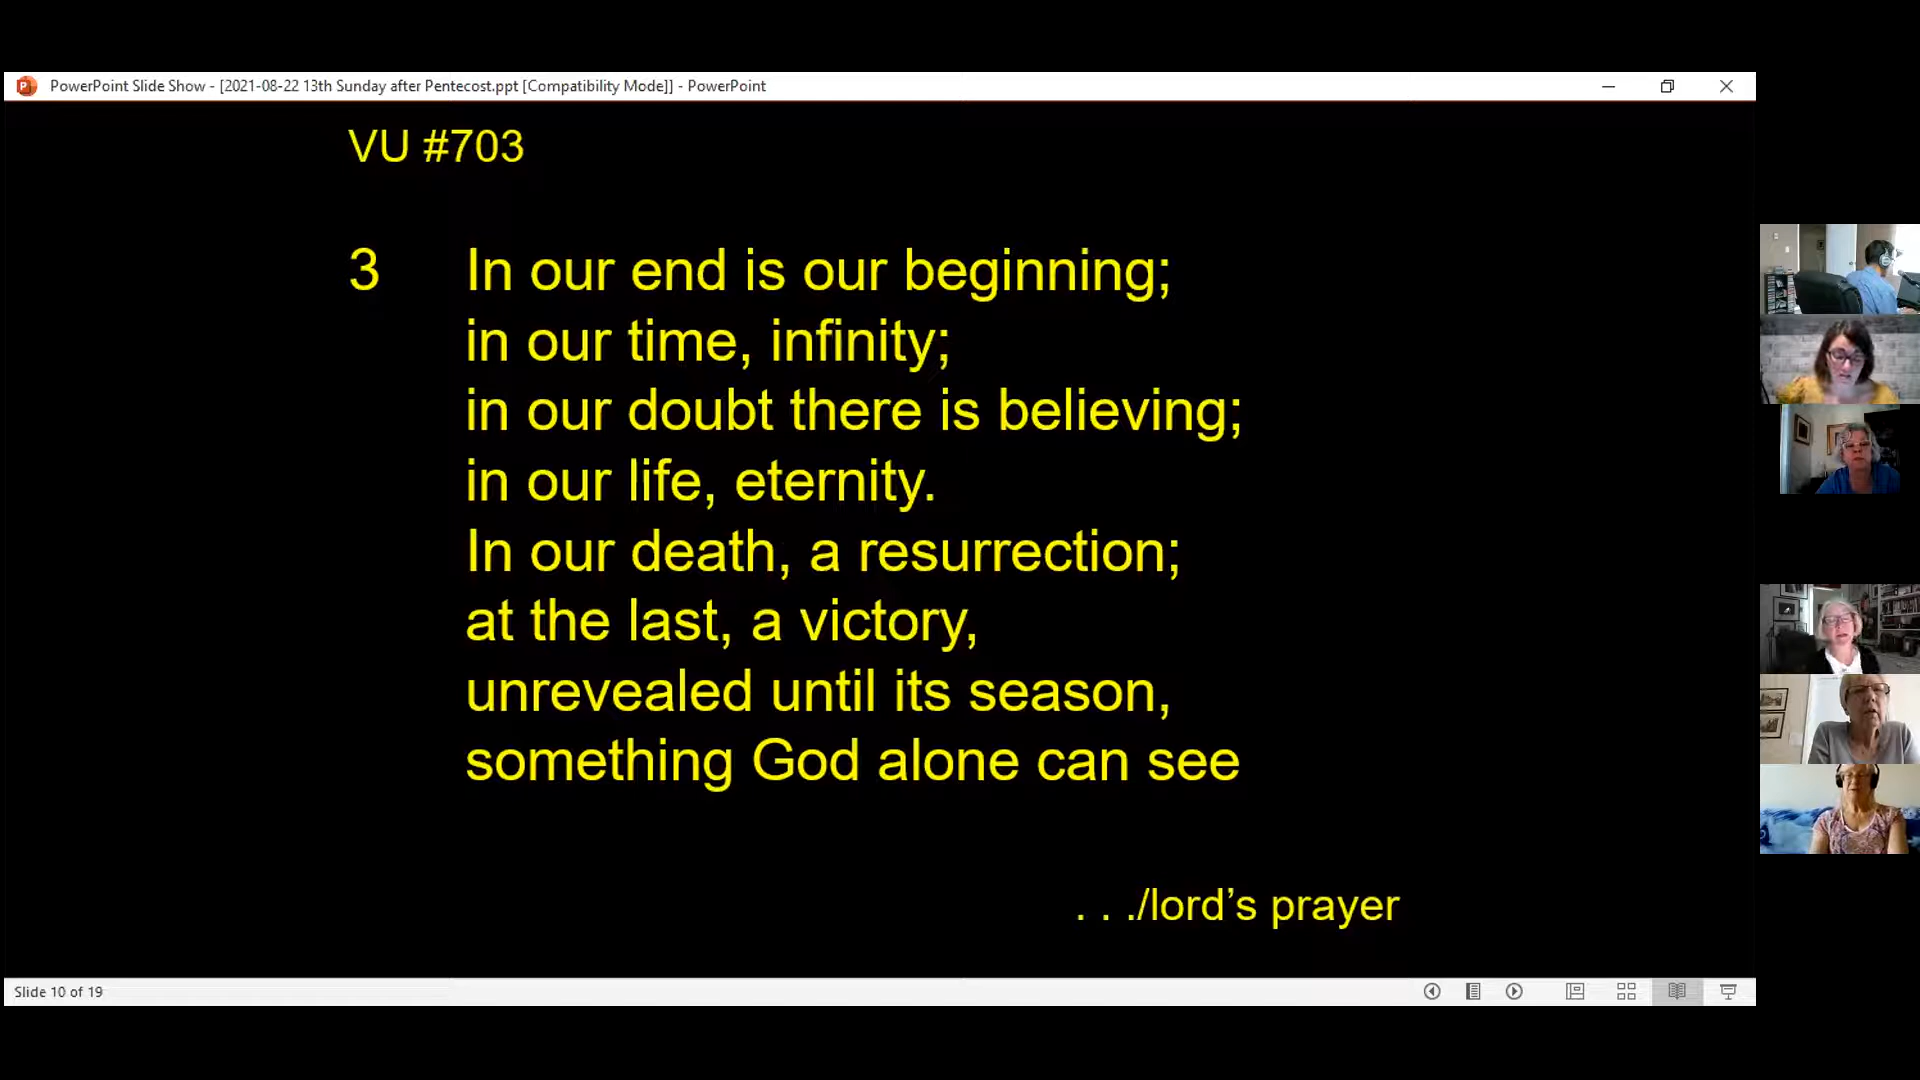 PowerPoint Slide Show - [2021-08-22 13th Sunday after Pentecost.ppt [Compatibility Mode]] - PowerPoint
VU #703
3 In our end is our beginning;
in our time, infinity;
in our doubt there is believing;
in our life, eternity.
In our death, a resurrection;
at the last, a victory,
unrevealed until its season,
something God alone can see
. . ./lord’s prayer
Slide 10 of 19